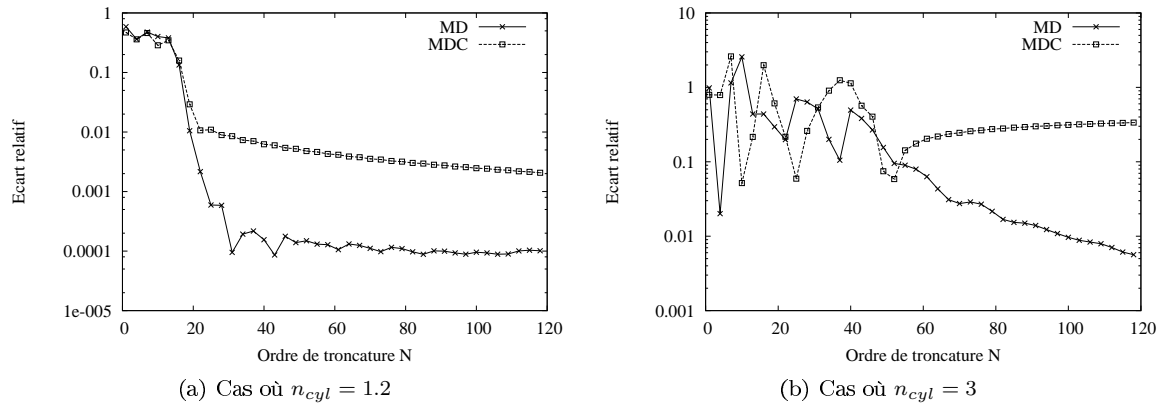 1
0.1
0.01
0.001
0.0001
1e-005
0 20 40 60 80 100 120
Ecart relatif
Ordre de troncature N
MD
MDC
(a) Cas où n_cyl = 1.2
10
1
0.1
0.01
0.001
0 20 40 60 80 100 120
Ecart relatif
Ordre de troncature N
MD
MDC
(b) Cas où n_cyl = 3